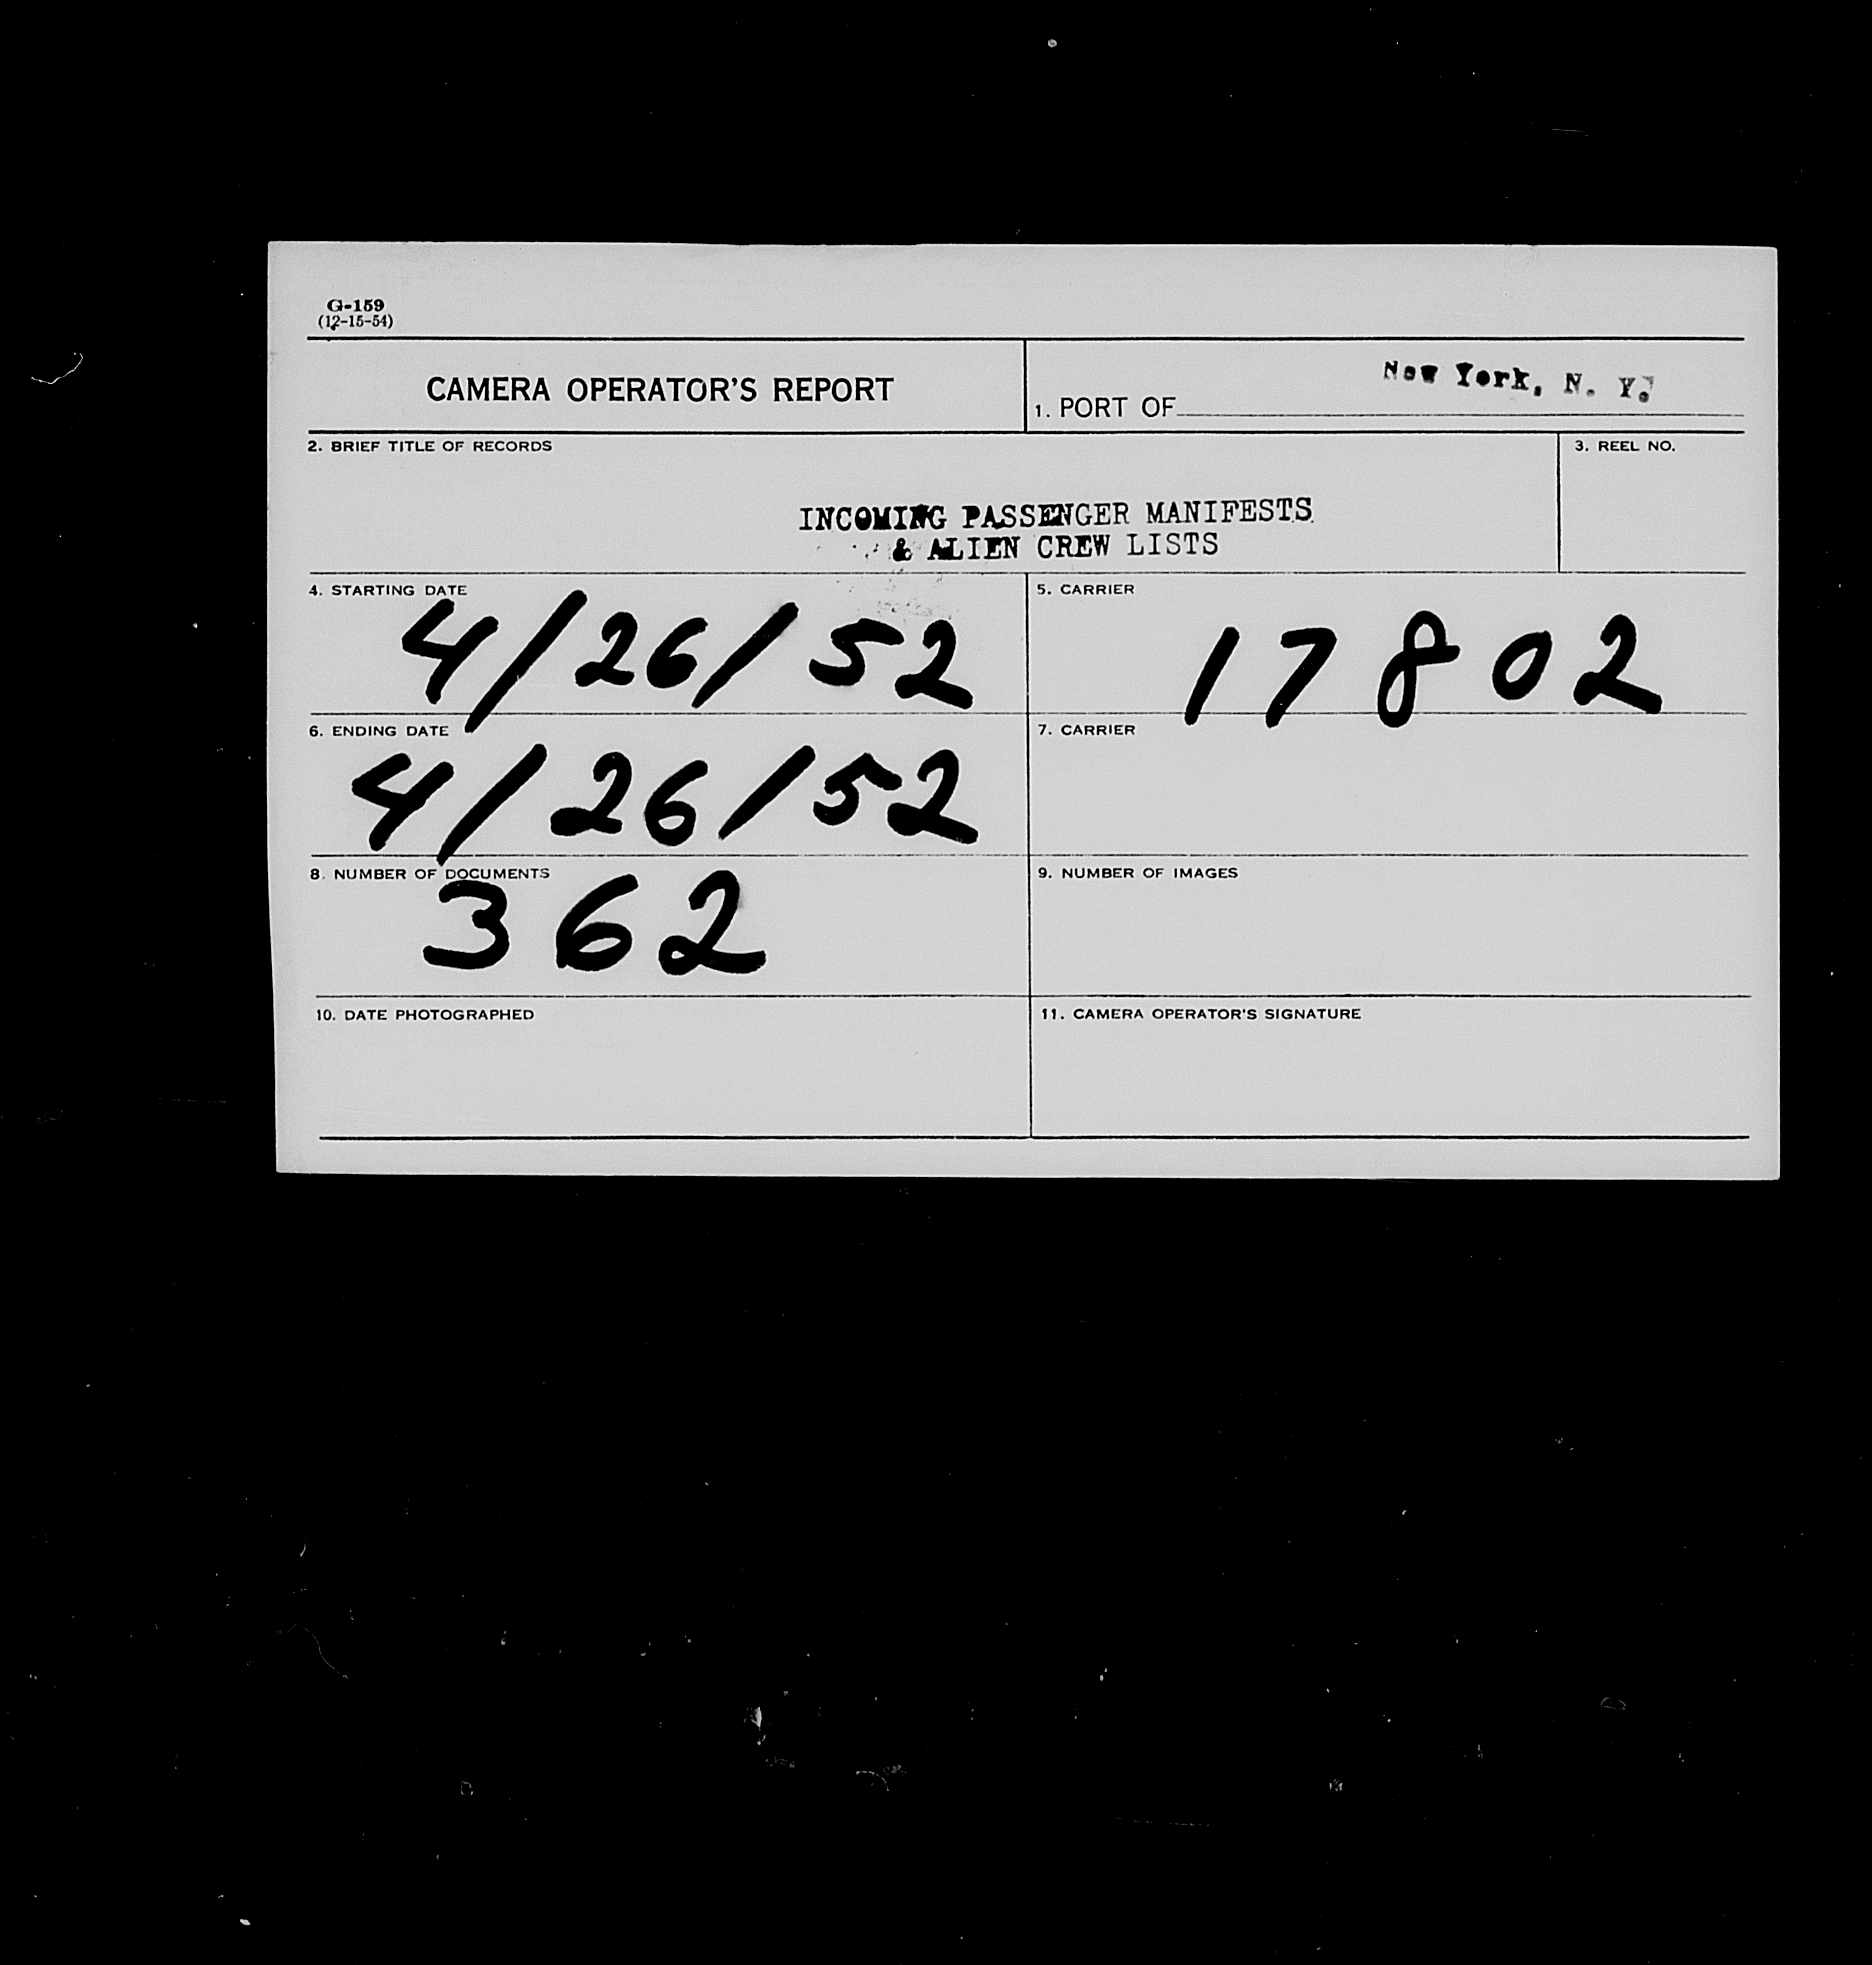 G-159
(12-15-54)
CAMERA OPERATOR'S REPORT
1. PORT OF New York, N. Y.
2. BRIEF TITLE OF RECORDS
3. REEL NO.
INCOMING PASSENGER MANIFESTS
& ALIEN CREW LISTS
4. STARTING DATE
4/26/52
5. CARRIER
17802
6. ENDING DATE
4/26/52
7. CARRIER
8. NUMBER OF DOCUMENTS
362
9. NUMBER OF IMAGES
10. DATE PHOTOGRAPHED
11. CAMERA OPERATOR'S SIGNATURE